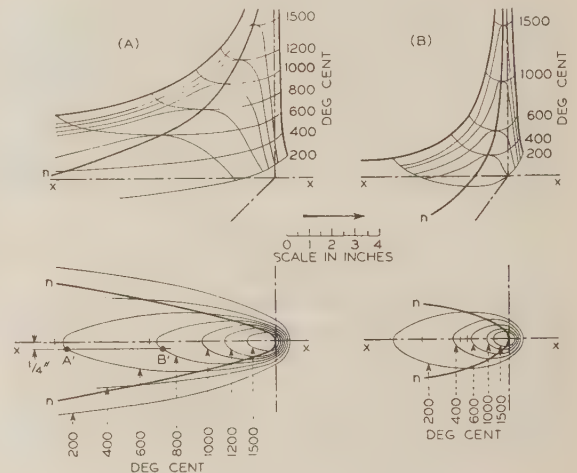 (A)
1500
1200
1000
800
600
400
200
DEG CENT
n
x
x
(B)
1500
1000
400
200
DEG CENT
x
x
n
0 1 2 3 4
SCALE IN INCHES
n
x
x
A'
B'
1/4"
n
200
400
600
800
1000
1200
1500
DEG CENT
n
x
x
n
200
400
600
1000
1500
DEG CENT